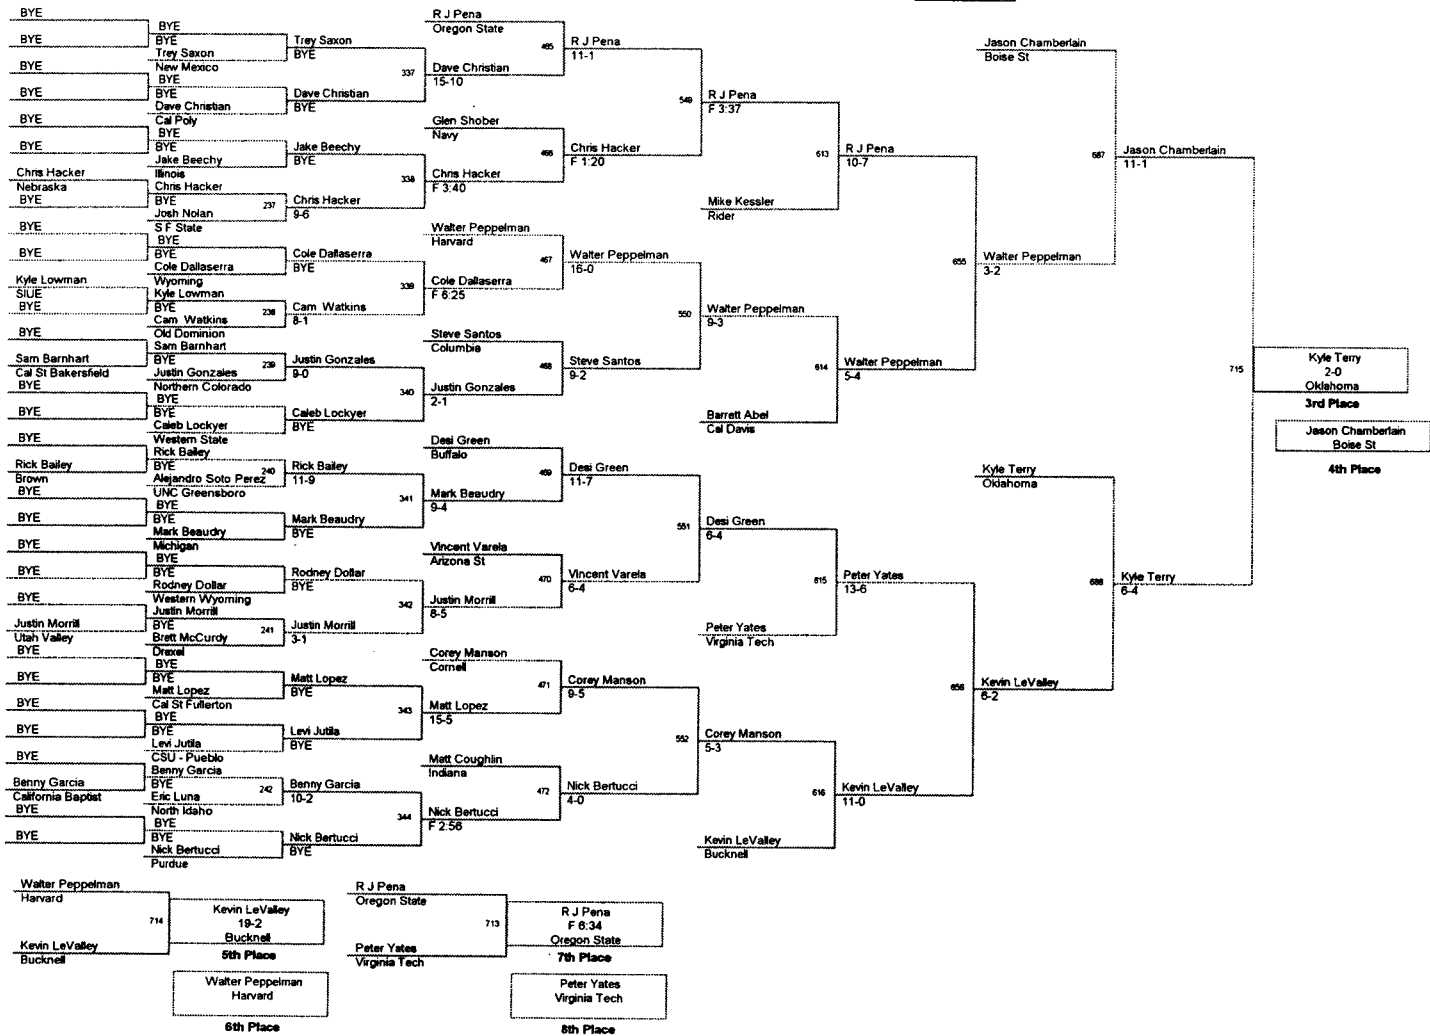 BYE
BYE
BYE
BYE
BYE
BYE
Chris Hacker
Nebraska
BYE
BYE
BYE
Kyle Lowman
SIUE
BYE
BYE
Sam Barnhart
Cal St Bakersfield
BYE
BYE
BYE
Rick Bailey
Brown
BYE
BYE
BYE
BYE
BYE
Justin Morrill
Utah Valley
BYE
BYE
BYE
BYE
BYE
Benny Garcia
California Baptist
BYE
BYE
BYE
BYE
Trey Saxon
New Mexico
BYE
BYE
Dave Christian
Cal Poly
BYE
BYE
Jake Beechy
Illinois
Chris Hacker
BYE
237
Josh Nolan
S F State
BYE
BYE
Cole Dallaserra
Wyoming
Kyle Lowman
BYE
238
Cam Watkins
Old Dominion
Sam Barnhart
BYE
239
Justin Gonzales
Northern Colorado
BYE
BYE
Caleb Lockyer
Western State
Rick Bailey
BYE
240
Alejandro Soto Perez
UNC Greensboro
BYE
BYE
Mark Beaudry
Michigan
BYE
BYE
Rodney Dollar
Western Wyoming
Justin Morrill
BYE
241
Brett McCurdy
Drexel
BYE
BYE
Matt Lopez
Cal St Fullerton
BYE
BYE
Levi Jutila
CSU - Pueblo
Benny Garcia
BYE
242
Eric Luna
North Idaho
BYE
BYE
Nick Bertucci
Purdue
Trey Saxon
BYE
337
Dave Christian
BYE
Jake Beechy
BYE
338
Chris Hacker
9-6
Cole Dallaserra
BYE
339
Cam Watkins
8-1
Justin Gonzales
9-0
340
Caleb Lockyer
BYE
Rick Bailey
11-9
341
Mark Beaudry
BYE
Rodney Dollar
BYE
342
Justin Morrill
3-1
Matt Lopez
BYE
343
Levi Jutila
BYE
Benny Garcia
10-2
344
Nick Bertucci
BYE
R J Pena
Oregon State
465
Dave Christian
15-10
Glen Shober
Navy
466
Chris Hacker
F 3:40
Walter Peppelman
Harvard
467
Cole Dallaserra
F 6:25
Steve Santos
Columbia
468
Justin Gonzales
2-1
Desi Green
Buffalo
469
Mark Beaudry
9-4
Vincent Varela
Arizona St
470
Justin Morrill
8-5
Corey Manson
Cornell
471
Matt Lopez
15-5
Matt Coughlin
Indiana
472
Nick Bertucci
F 2:56
R J Pena
11-1
549
Chris Hacker
F 1:20
Walter Peppelman
16-0
550
Steve Santos
9-2
Desi Green
11-7
551
Vincent Varela
6-4
Corey Manson
9-5
552
Nick Bertucci
4-0
R J Pena
F 3:37
613
Mike Kessler
Rider
Walter Peppelman
9-3
614
Barrett Abel
Cal Davis
Desi Green
6-4
615
Peter Yates
Virginia Tech
Corey Manson
5-3
616
Kevin LeValley
Bucknell
R J Pena
10-7
655
Walter Peppelman
5-4
Peter Yates
13-6
656
Kevin LeValley
11-0
Jason Chamberlain
Boise St
687
Walter Peppelman
3-2
Kyle Terry
Oklahoma
688
Kevin LeValley
6-2
Jason Chamberlain
11-1
715
Kyle Terry
6-4
Kyle Terry
2-0
Oklahoma
3rd Place
Jason Chamberlain
Boise St
4th Place
Walter Peppelman
Harvard
714
Kevin LeValley
Bucknell
Kevin LeValley
19-2
Bucknell
5th Place
Walter Peppelman
Harvard
6th Place
R J Pena
Oregon State
713
Peter Yates
Virginia Tech
R J Pena
F 6:34
Oregon State
7th Place
Peter Yates
Virginia Tech
8th Place